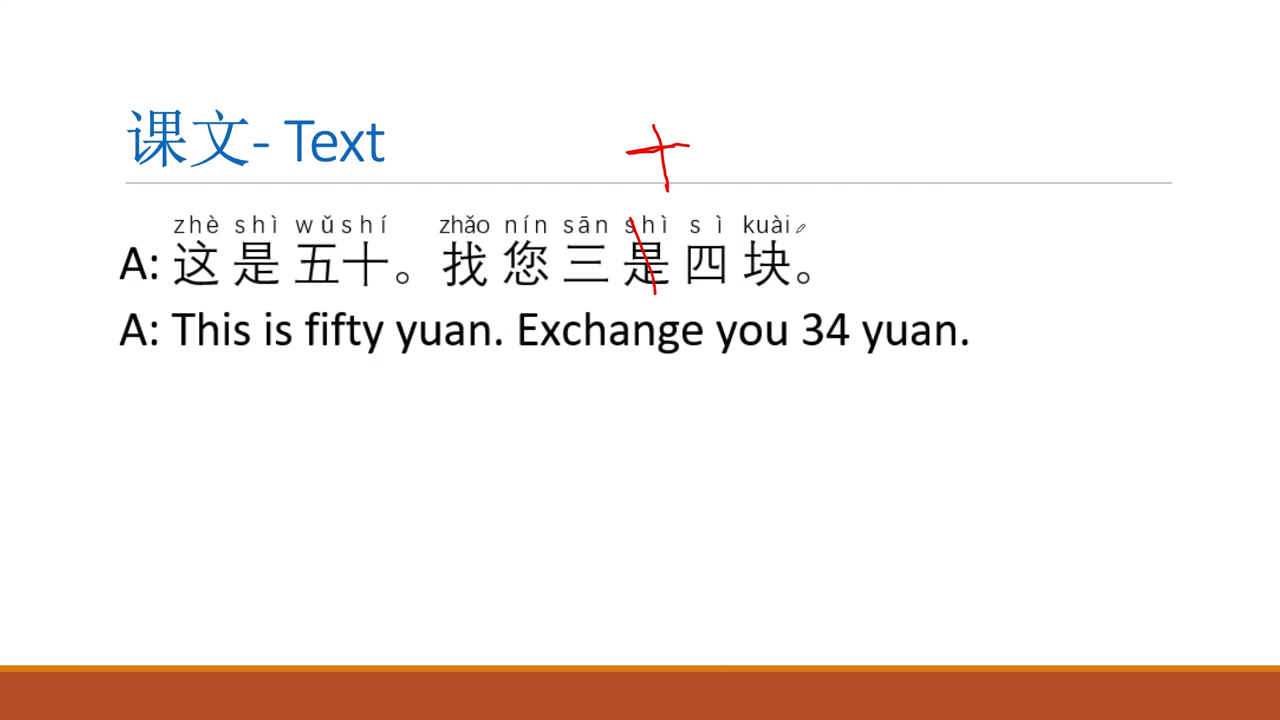 课文- Text
十
zhè shì wǔshí zhǎo nín sān shì sì kuài
A: 这是五十。找您三是四块。
A: This is fifty yuan. Exchange you 34 yuan.